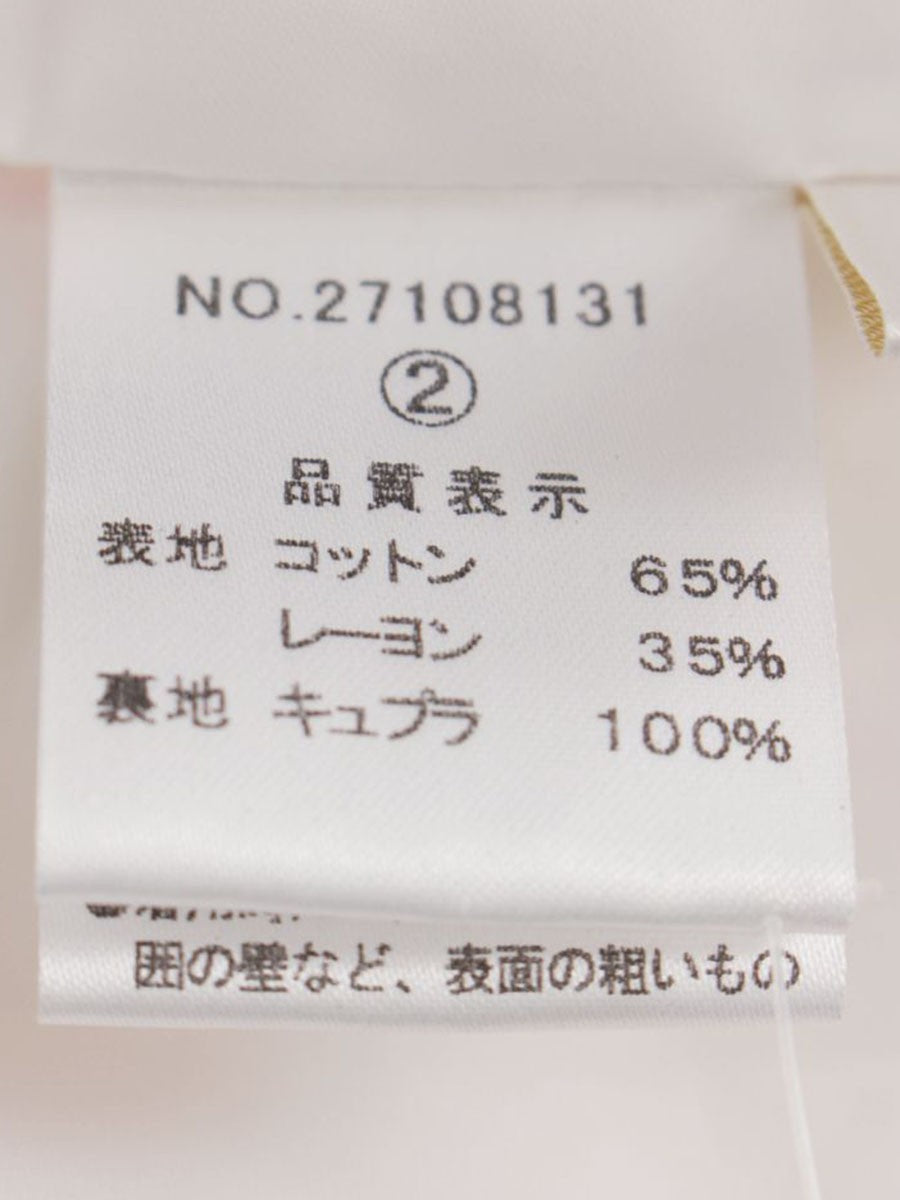 NO.27108131
②
品質表示
表地 コットン 65%
レーヨン 35%
裏地 キュプラ 100%
囲の壁など、表面の粗いもの